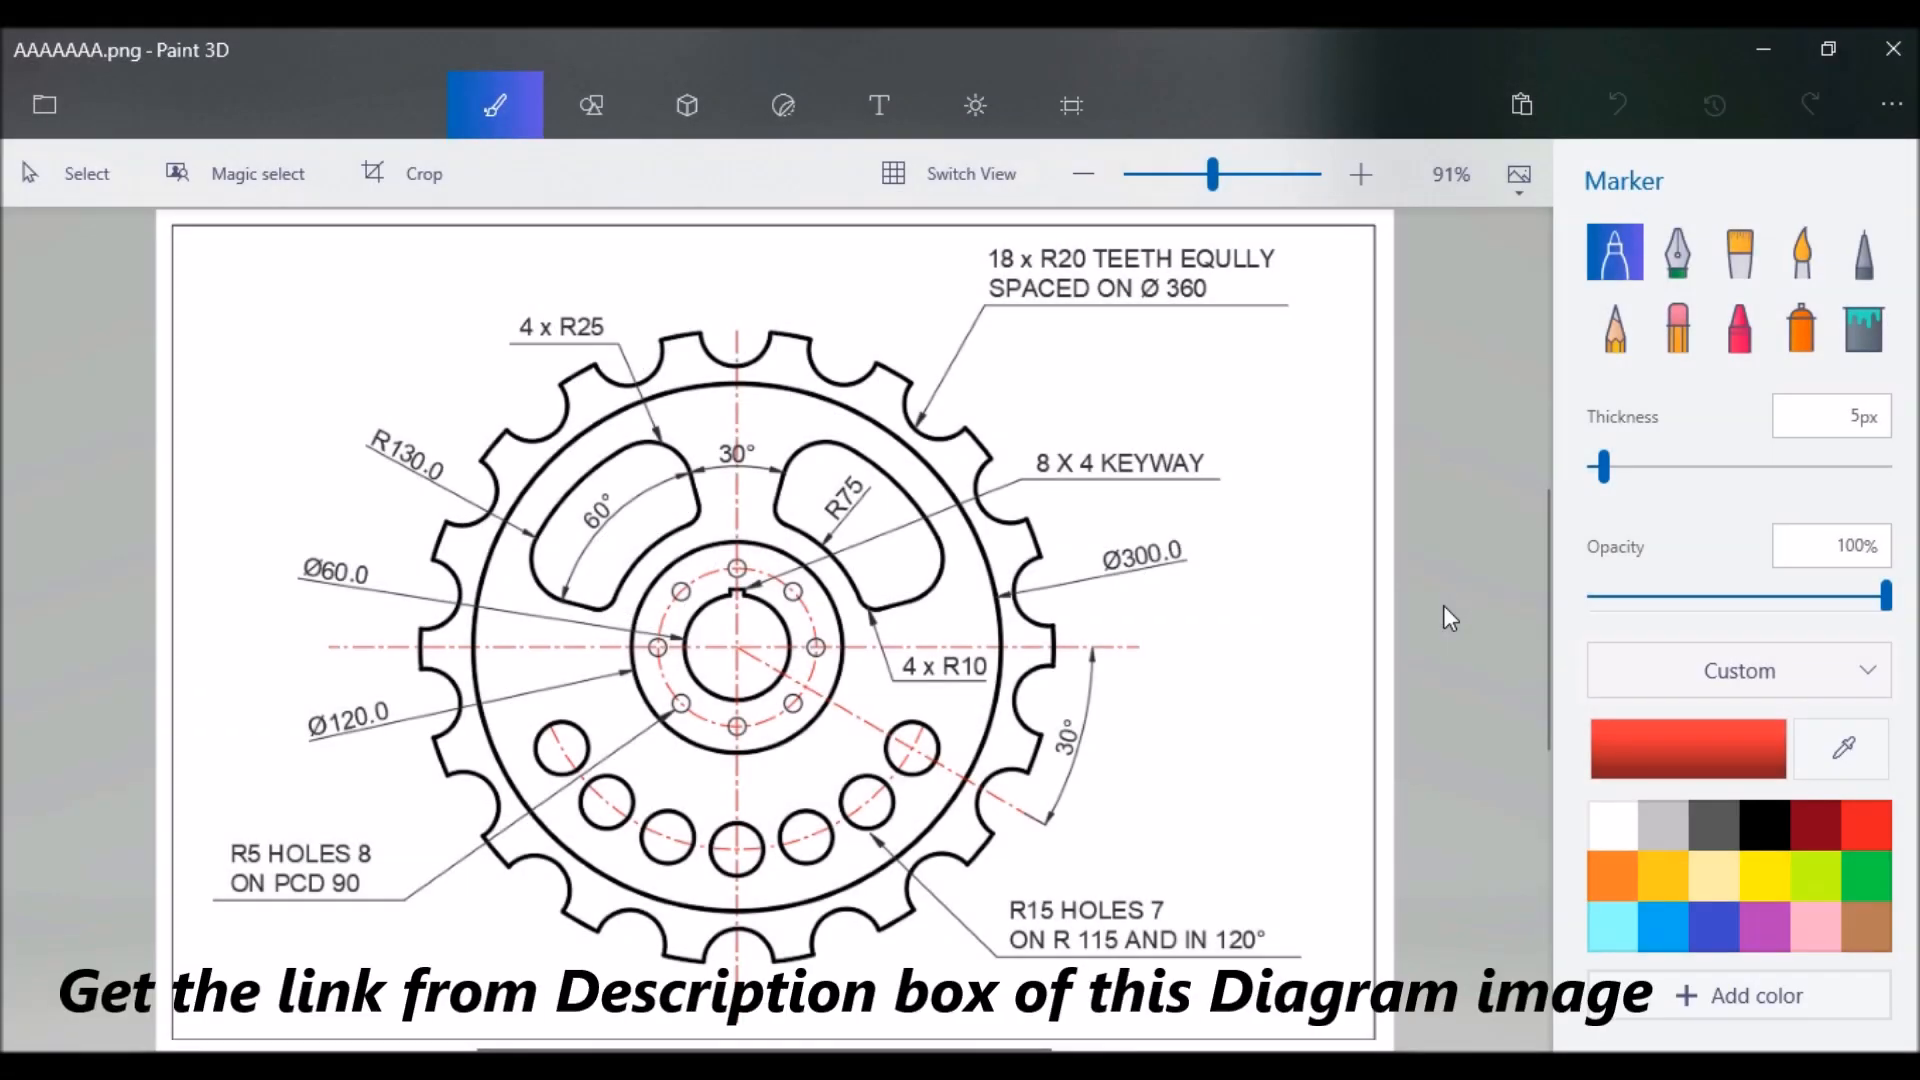 AAAAAAA.png - Paint 3D
Select
Magic select
Crop
Switch View
91%
Marker
18 x R20 TEETH EQULLY
SPACED ON Ø 360
4 x R25
R130.0
30°
60°
R75
8 X 4 KEYWAY
Ø60.0
Ø300.0
4 x R10
Ø120.0
30°
R5 HOLES 8
ON PCD 90
R15 HOLES 7
ON R 115 AND IN 120°
Thickness
5px
Opacity
100%
Custom
Add color
Get the link from Description box of this Diagram image